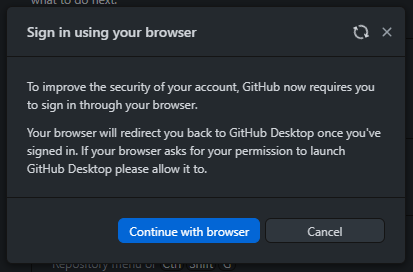 what to do next.
Sign in using your browser
To improve the security of your account, GitHub now requires you
to sign in through your browser.
Your browser will redirect you back to GitHub Desktop once you've
signed in. If your browser asks for your permission to launch
GitHub Desktop please allow it to.
Continue with browser
Cancel
Repository menu or Ctrl Shift G